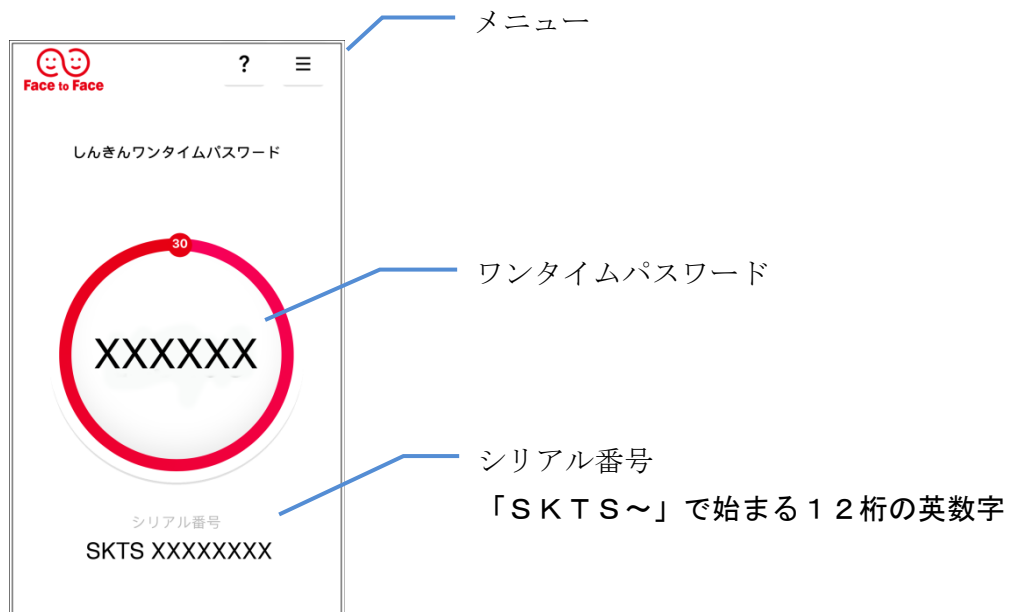 メニュー
Face to Face
? ≡
しんきんワンタイムパスワード
30
ワンタイムパスワード
XXXXXX
シリアル番号
「ＳＫＴＳ～」で始まる１２桁の英数字
シリアル番号
SKTS XXXXXXXX